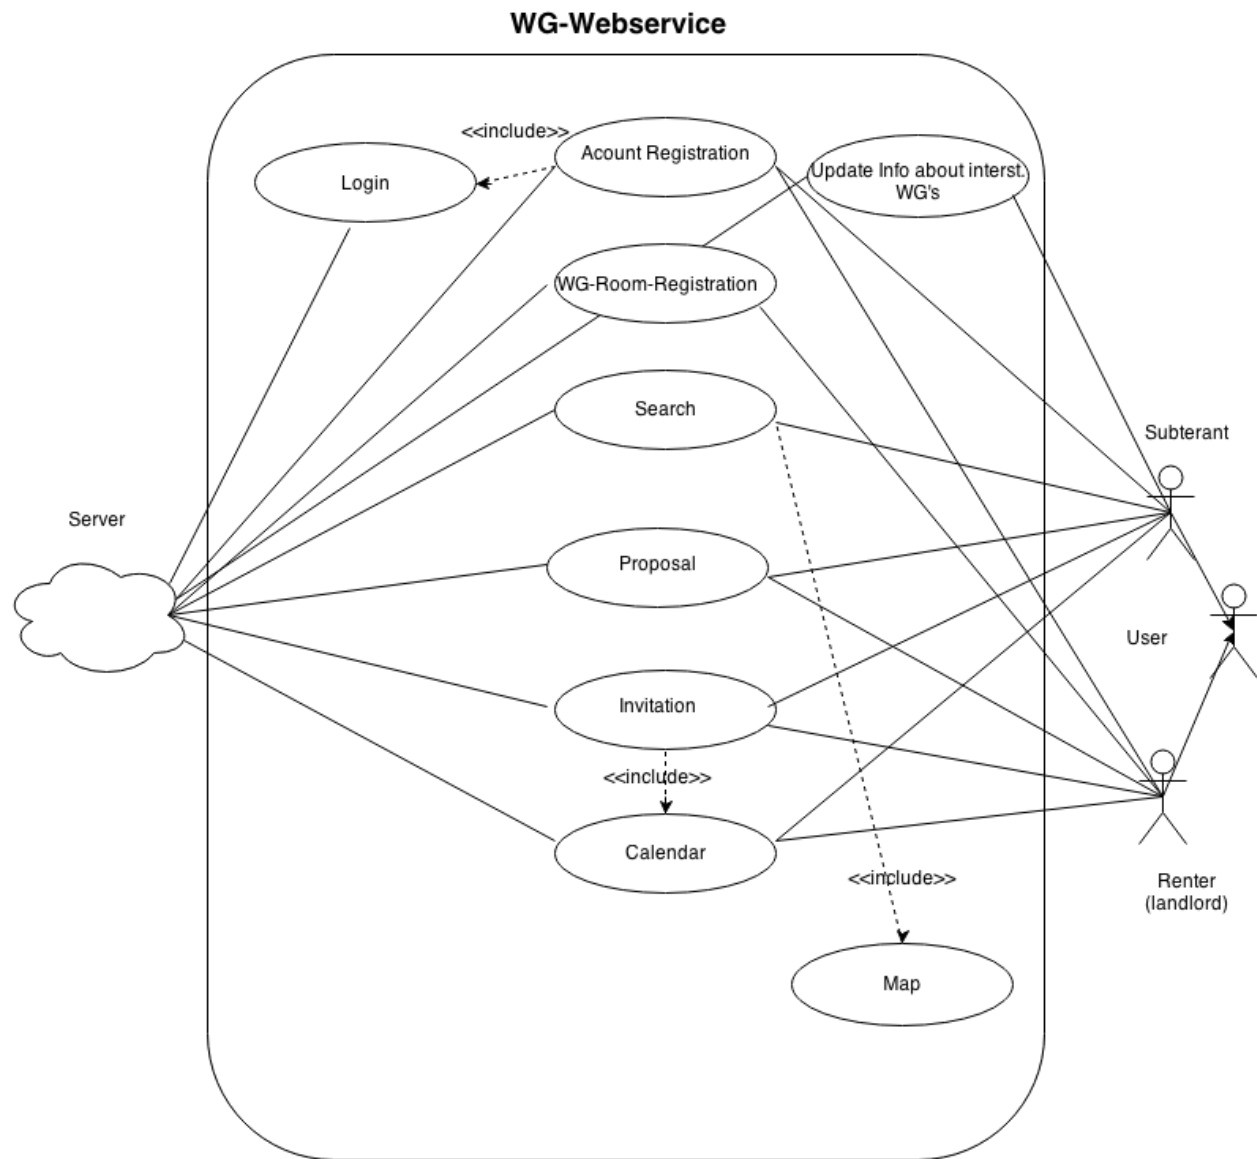 WG-Webservice
<<include>>
Acount Registration
Login
Update Info about interst.
WG's
WG-Room-Registration
Search
Subterant
Server
Proposal
User
Invitation
<<include>>
Calendar
<<include>>
Renter
(landlord)
Map